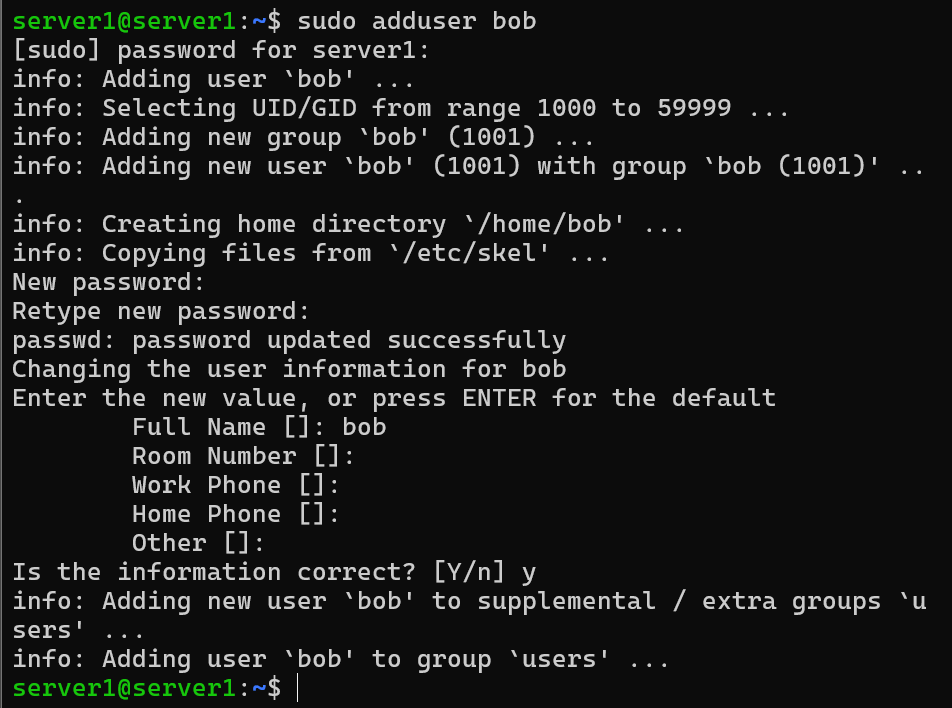 server1@server1:~$ sudo adduser bob
[sudo] password for server1:
info: Adding user `bob' ...
info: Selecting UID/GID from range 1000 to 59999 ...
info: Adding new group `bob' (1001) ...
info: Adding new user `bob' (1001) with group `bob (1001)' ..
.
info: Creating home directory `/home/bob' ...
info: Copying files from `/etc/skel' ...
New password:
Retype new password:
passwd: password updated successfully
Changing the user information for bob
Enter the new value, or press ENTER for the default
        Full Name []: bob
        Room Number []:
        Work Phone []:
        Home Phone []:
        Other []:
Is the information correct? [Y/n] y
info: Adding new user `bob' to supplemental / extra groups `u
sers' ...
info: Adding user `bob' to group `users' ...
server1@server1:~$